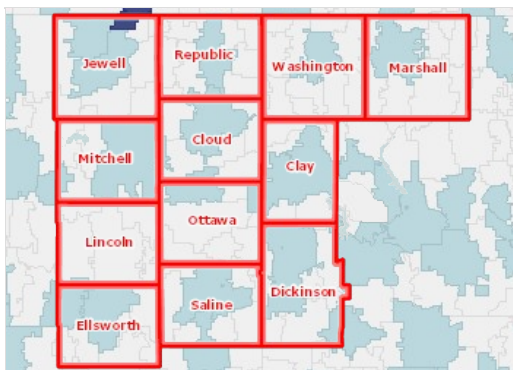 Jewell
Republic
Washington
Marshall
Mitchell
Cloud
Clay
Lincoln
Ottawa
Ellsworth
Saline
Dickinson